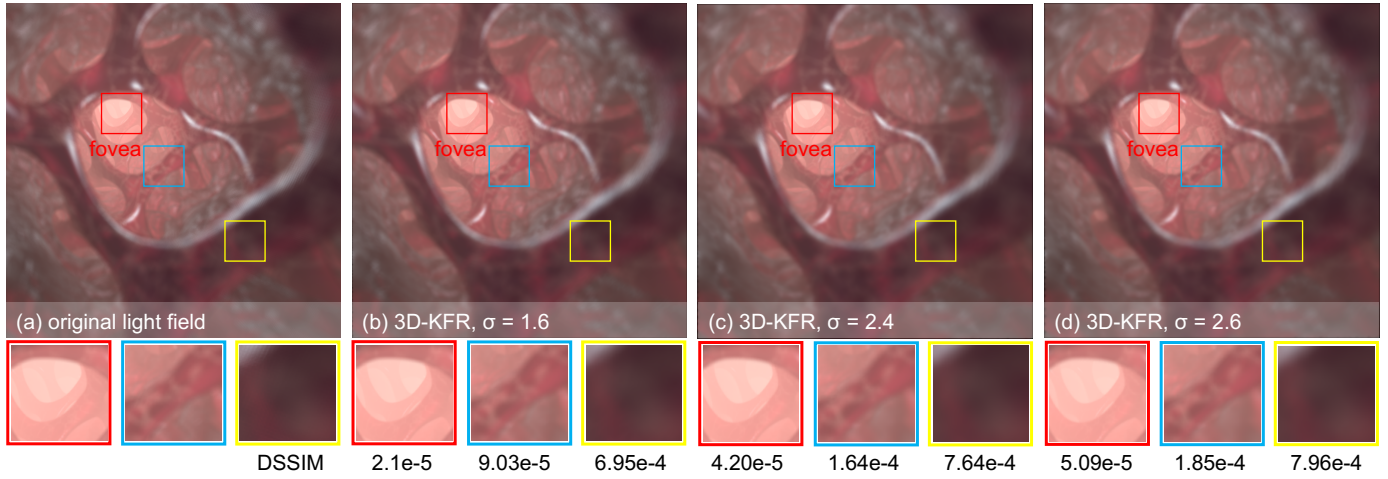 fovea
fovea
fovea
fovea
(a) original light field
(b) 3D-KFR, σ = 1.6
(c) 3D-KFR, σ = 2.4
(d) 3D-KFR, σ = 2.6
DSSIM 2.1e-5 9.03e-5 6.95e-4 4.20e-5 1.64e-4 7.64e-4 5.09e-5 1.85e-4 7.96e-4